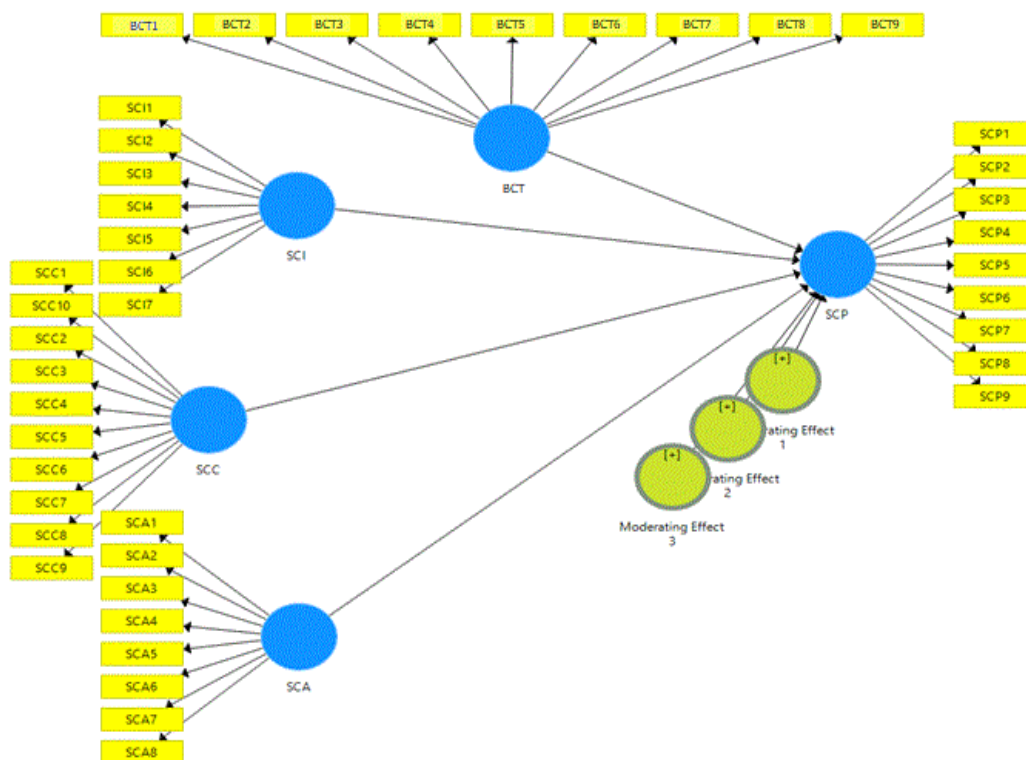 BCT1 BCT2 BCT3 BCT4 BCT5 BCT6 BCT7 BCT8 BCT9
BCT
SCI1
SCI2
SCI3
SCI4
SCI5
SCI6
SCI7
SCI
SCC1
SCC10
SCC2
SCC3
SCC4
SCC5
SCC6
SCC7
SCC8
SCC9
SCC
SCA1
SCA2
SCA3
SCA4
SCA5
SCA6
SCA7
SCA8
SCA
SCP1
SCP2
SCP3
SCP4
SCP5
SCP6
SCP7
SCP8
SCP9
SCP
[+]
rating Effect
1
[+]
rating Effect
2
[+]
Moderating Effect
3